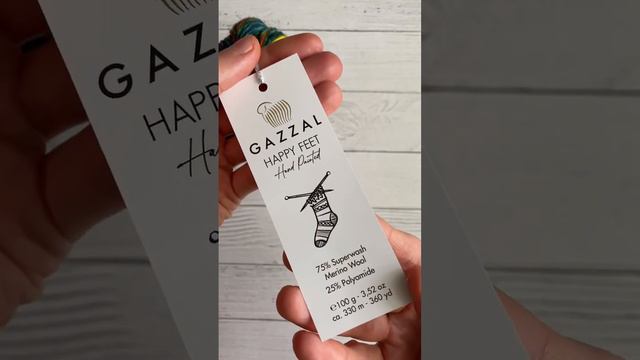 GAZZAL
HAPPY FEET
Hand Painted
75% Superwash
Merino Wool
25% Polyamide
℮100 g - 3,52 oz
ca. 330 m - 360 yd